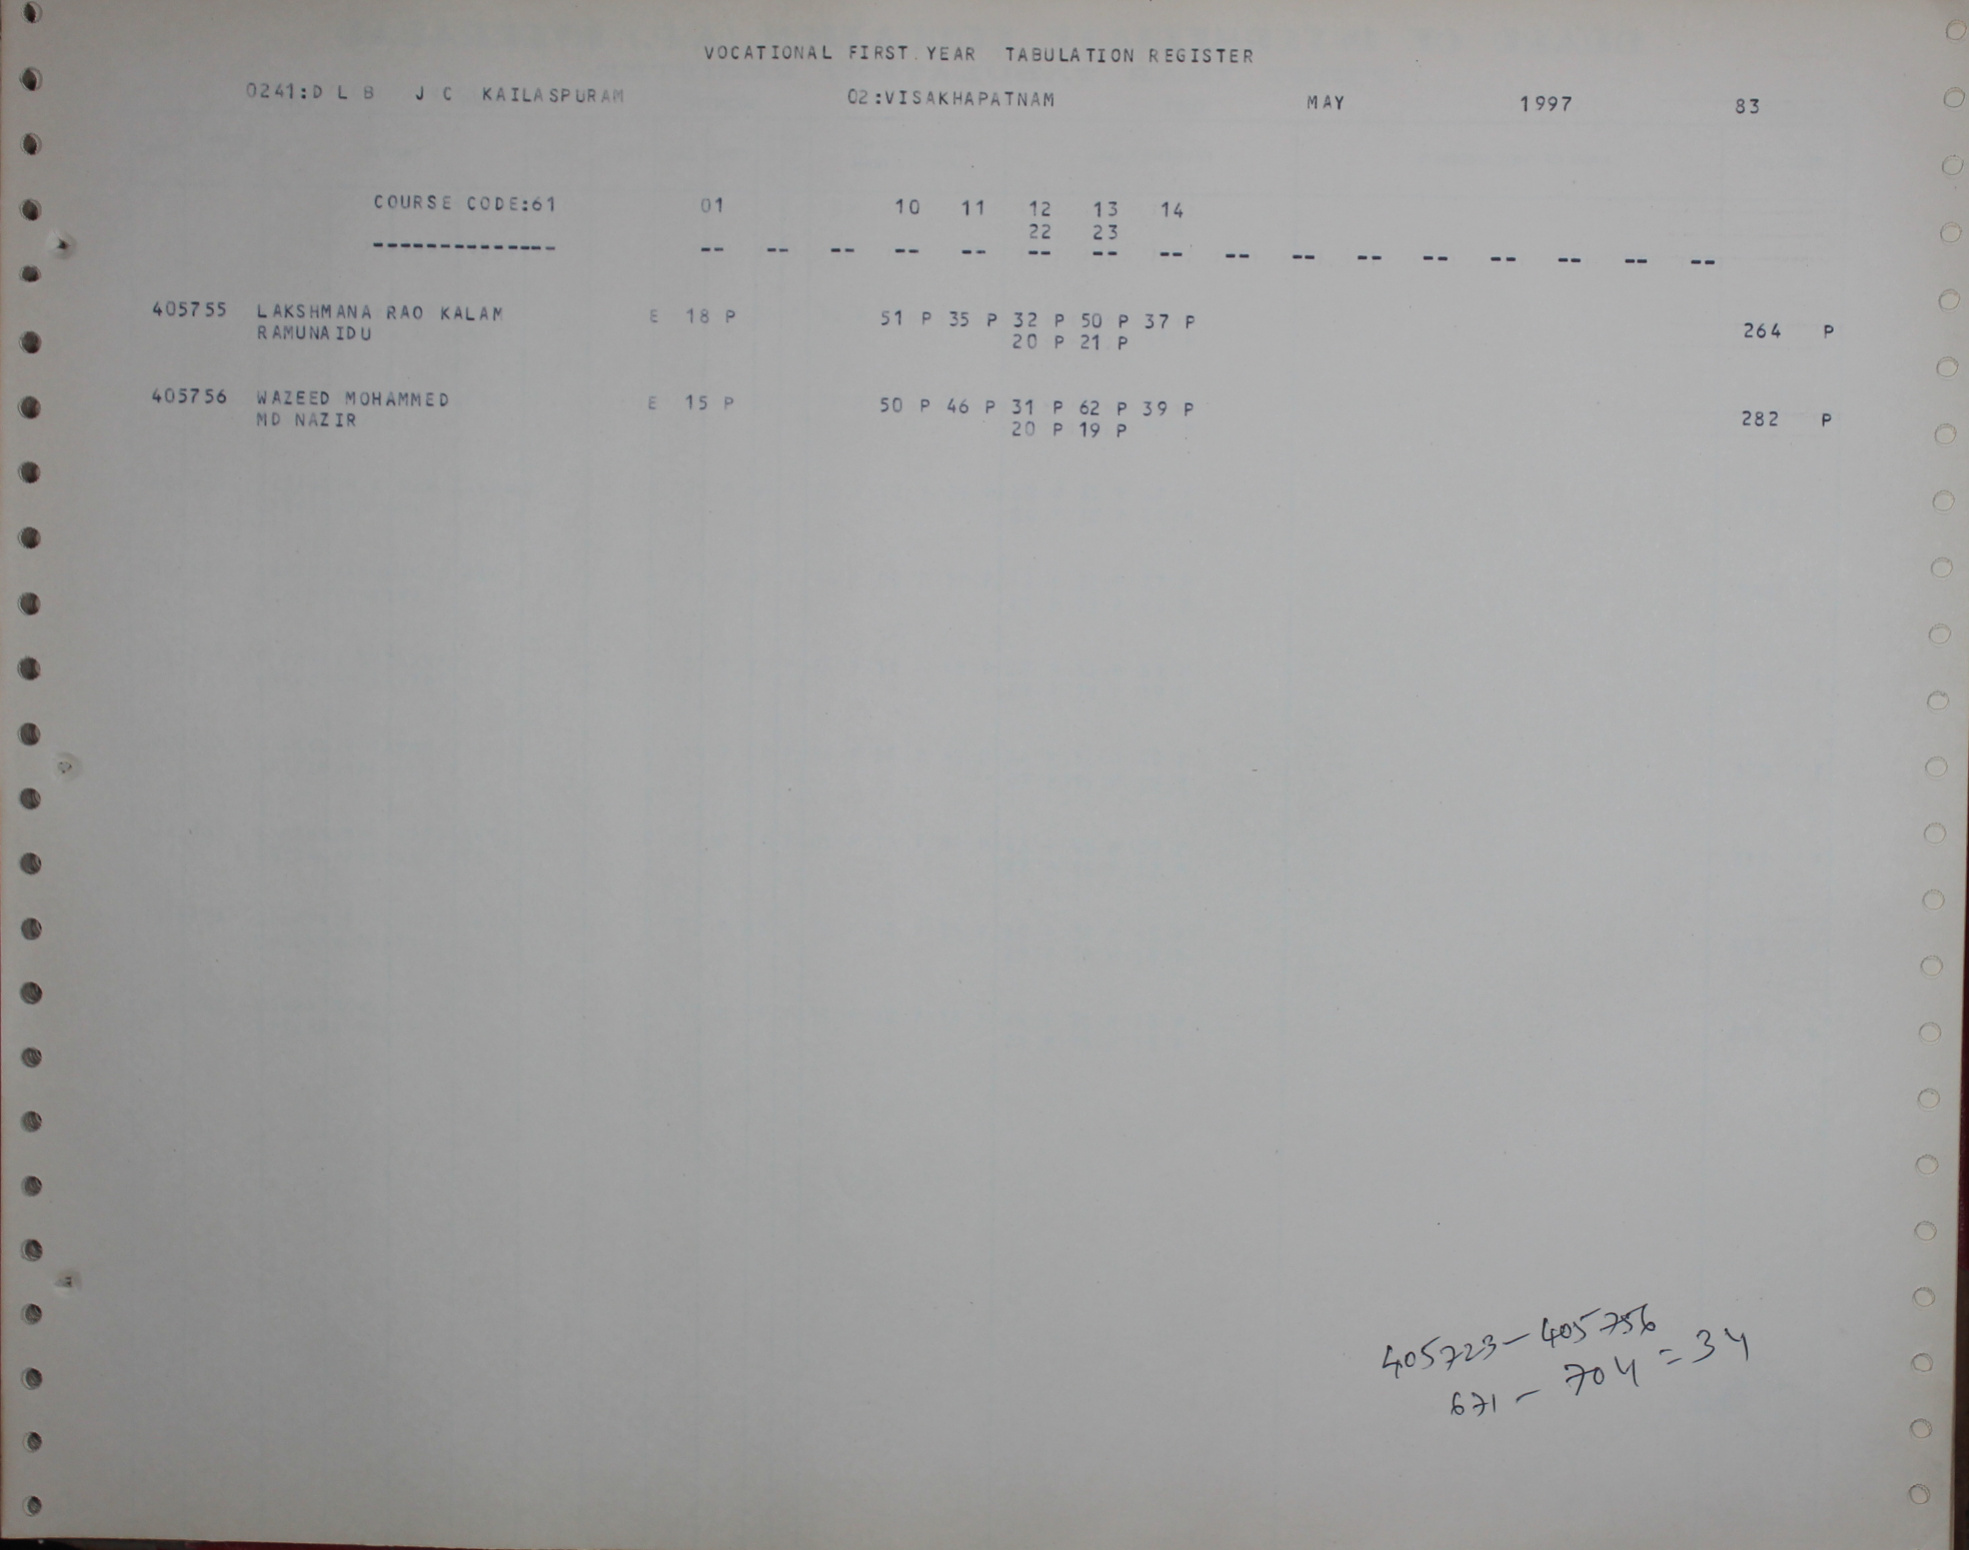 VOCATIONAL FIRST.YEAR TABULATION REGISTER
0241:D L B J C KAILASPURAM 02:VISAKHAPATNAM MAY 1997 83
COURSE CODE:61 01 10 11 12 13 14
22 23
-------------- -- -- -- -- -- -- -- -- -- -- -- -- -- -- -- --
405755 LAKSHMANA RAO KALAM E 18 P 51 P 35 P 32 P 50 P 37 P 264 P
RAMUNAIDU 20 P 21 P
405756 WAZEED MOHAMMED E 15 P 50 P 46 P 31 P 62 P 39 P 282 P
MD NAZIR 20 P 19 P
405723-405756
671-704=34